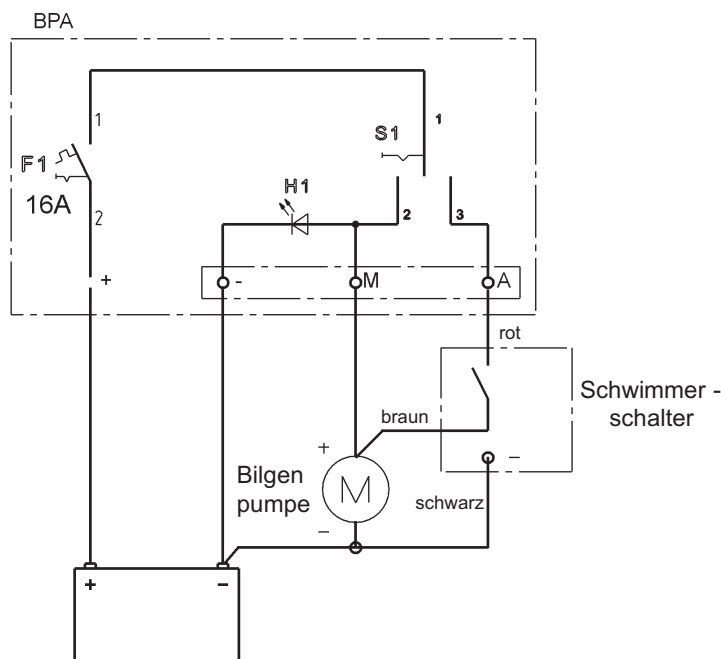 BPA
1
S1
1
F1
16A
H1
2
2
3
+
-
M
A
rot
Schwimmer -
schalter
braun
+
Bilgen
pumpe
M
–
schwarz
–
+
–